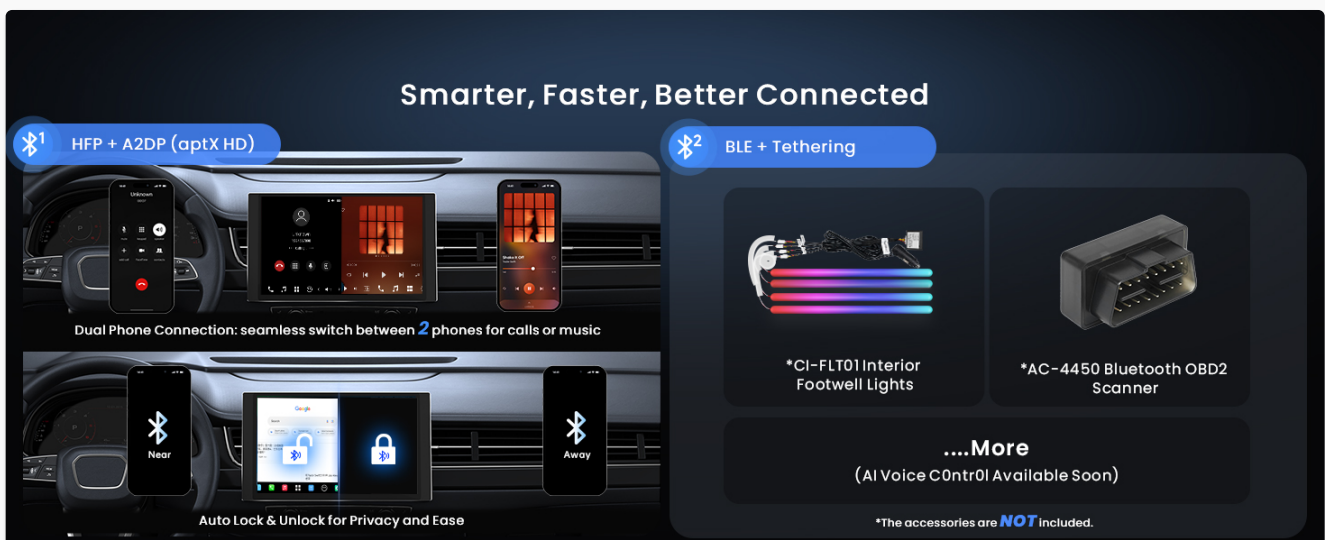 Smarter, Faster, Better Connected
1
HFP + A2DP (aptX HD)
2
BLE + Tethering
Unknown
Dual Phone Connection: seamless switch between 2 phones for calls or music
Near
Google
Away
Auto Lock & Unlock for Privacy and Ease
*CI-FLT01 Interior
Footwell Lights
*AC-4450 Bluetooth OBD2
Scanner
....More
(AI Voice C0ntr0l Available Soon)
*The accessories are NOT included.